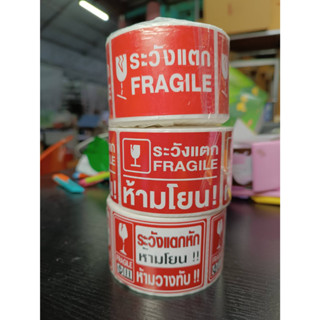 ระวังแตก
FRAGILE
ระวังแตก
FRAGILE
ห้ามโยน!
ระวังแตกหัก
ห้ามโยน !!
ห้ามวางทับ !!